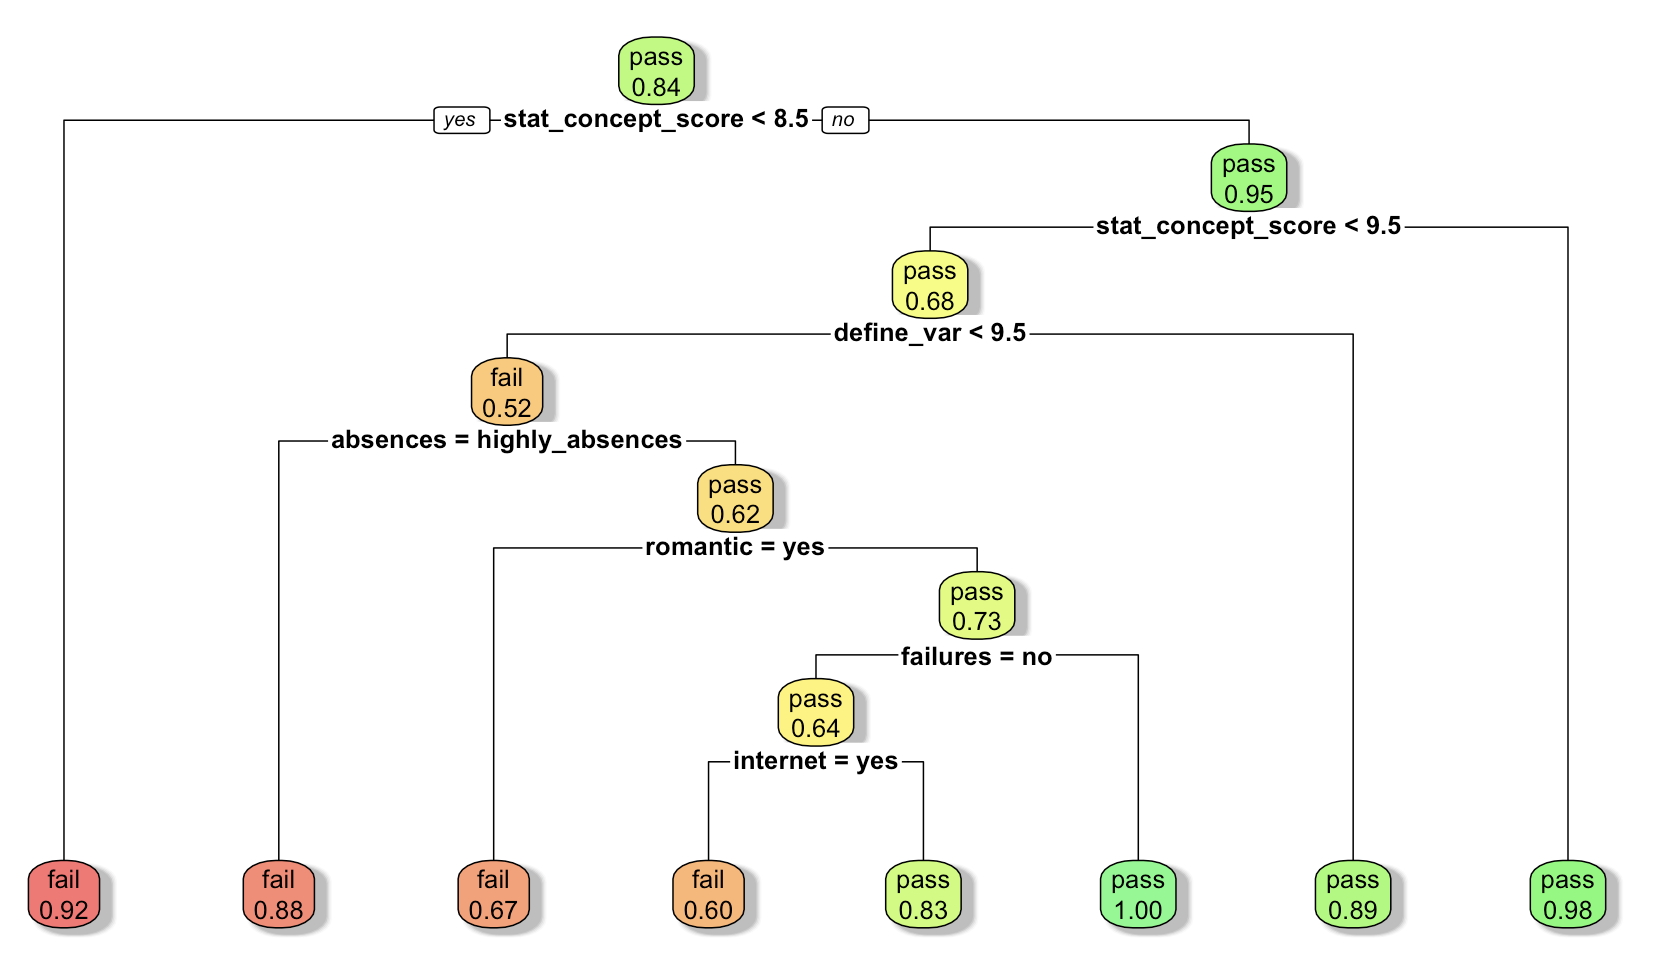 pass
0.84
yes
stat_concept_score < 8.5
no
pass
0.95
stat_concept_score < 9.5
pass
0.68
define_var < 9.5
fail
0.52
absences = highly_absences
pass
0.62
romantic = yes
pass
0.73
failures = no
pass
0.64
internet = yes
fail
0.92
fail
0.88
fail
0.67
fail
0.60
pass
0.83
pass
1.00
pass
0.89
pass
0.98